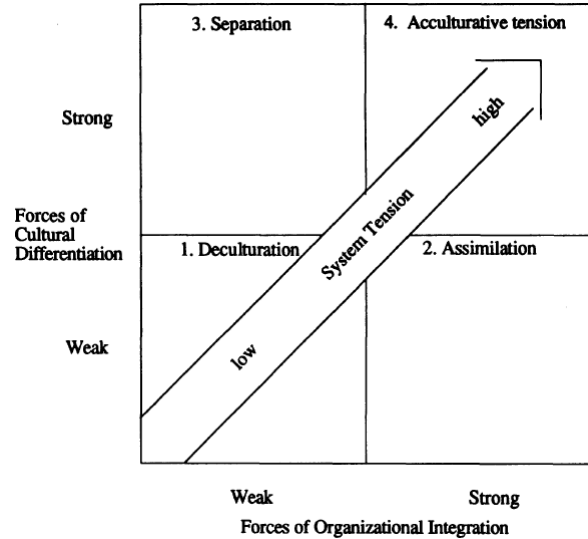 3. Separation
4. Acculturative tension
Strong
high
Forces of
Cultural
Differentiation
System Tension
1. Deculturation
2. Assimilation
Weak
low
Weak
Strong
Forces of Organizational Integration